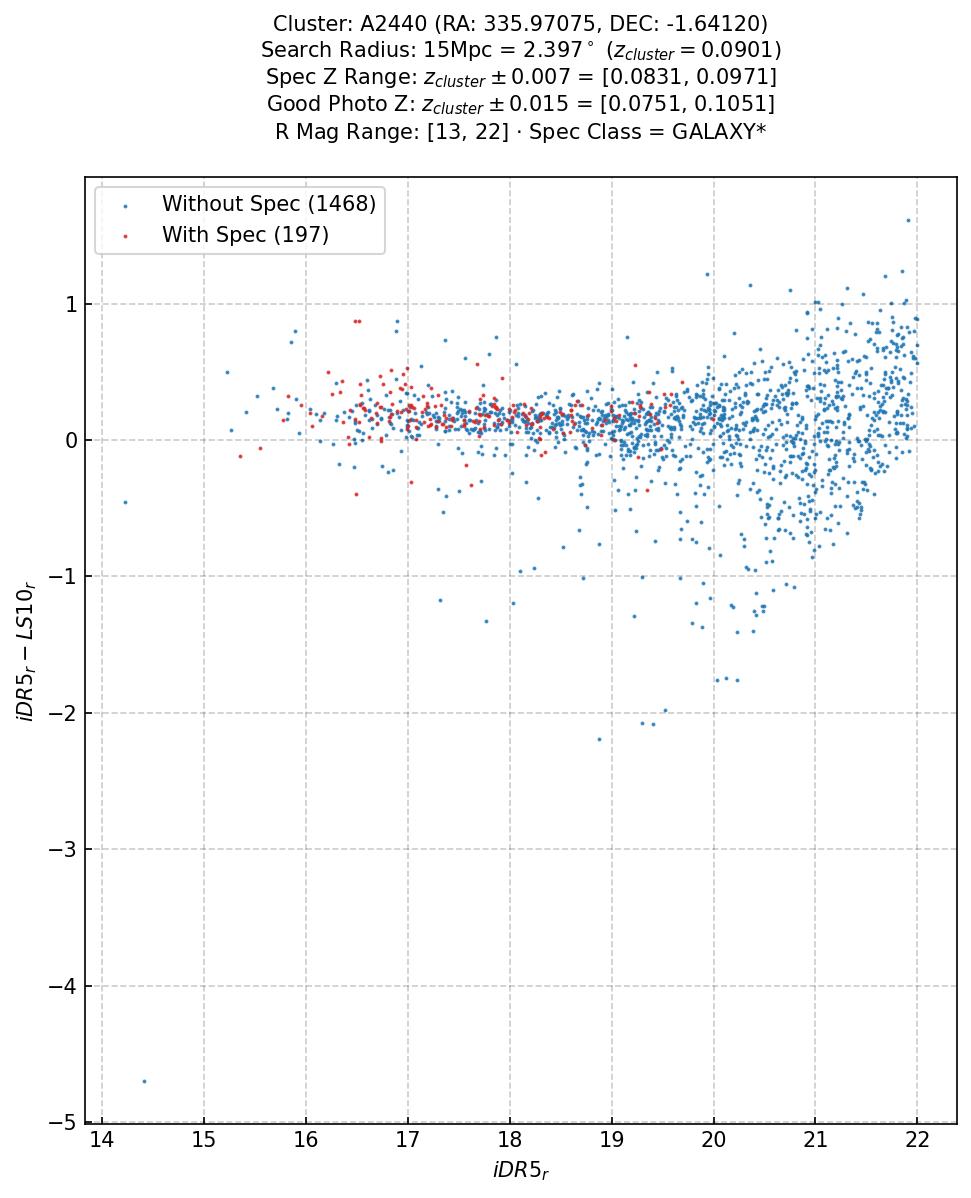 Cluster: A2440 (RA: 335.97075, DEC: -1.64120)
Search Radius: 15Mpc = 2.397° (z_cluster = 0.0901)
Spec Z Range: z_cluster ± 0.007 = [0.0831, 0.0971]
Good Photo Z: z_cluster ± 0.015 = [0.0751, 0.1051]
R Mag Range: [13, 22] · Spec Class = GALAXY*
Without Spec (1468)
With Spec (197)
1
0
−1
−2
−3
−4
−5
iDR5_r − LS10_r
14 15 16 17 18 19 20 21 22
iDR5_r